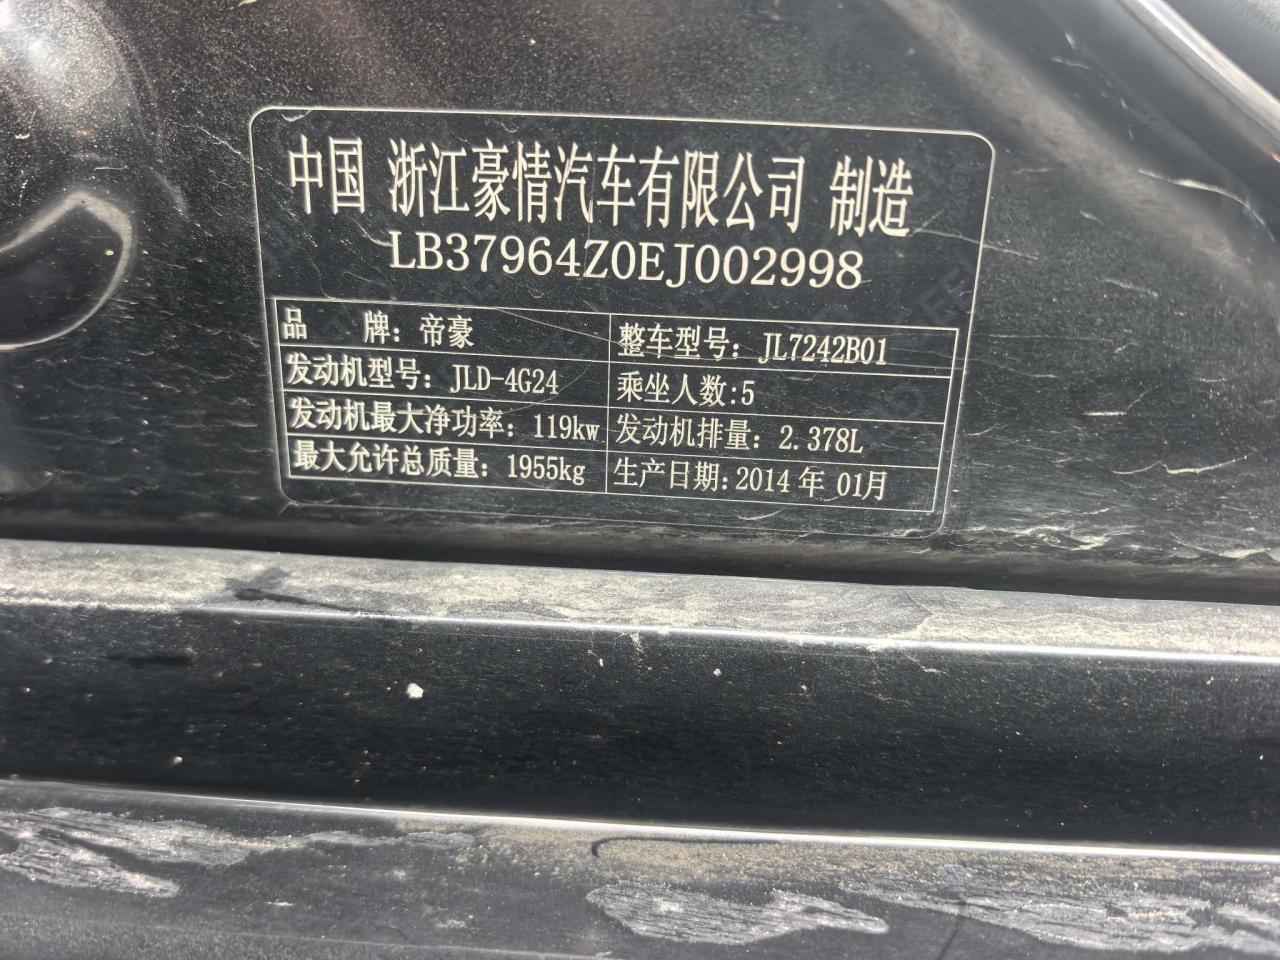 中国 浙江豪情汽车有限公司 制造
LB37964Z0EJ002998
品 牌：帝豪 整车型号：JL7242B01
发动机型号：JLD-4G24 乘坐人数:5
发动机最大净功率：119kw 发动机排量：2.378L
最大允许总质量：1955kg 生产日期：2014年 01月